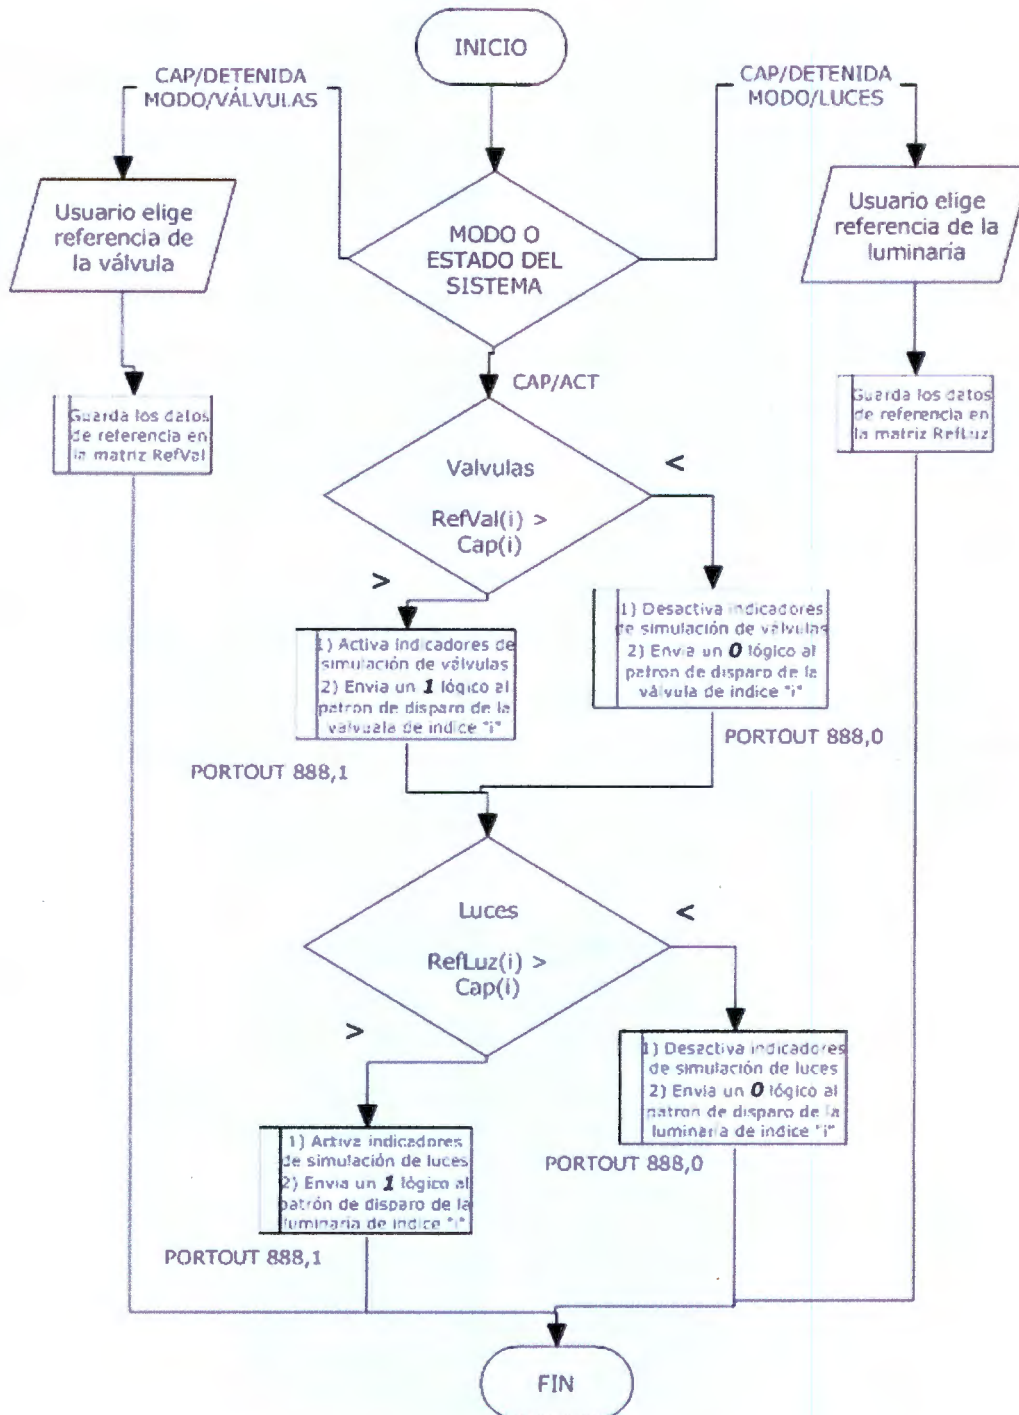 INICIO
CAP/DETENIDA
MODO/VÁLVULAS
CAP/DETENIDA
MODO/LUCES
Usuario elige
referencia de
la válvula
MODO O
ESTADO DEL
SISTEMA
Usuario elige
referencia de la
luminaría
CAP/ACT
Guarda los datos
de referencia en
la matriz RefVal
Guarda los datos
de referencia en
la matriz RefLuz
Valvulas
<
RefVal(i) >
Cap(i)
>
1) Desactiva indicadores
de simulación de válvulas
2) Envia un 0 lógico al
patron de disparo de la
válvula de indice "i"
1) Activa indicadores de
simulación de válvulas
2) Envia un 1 lógico al
patron de disparo de la
valvuala de indice "i"
PORTOUT 888,0
PORTOUT 888,1
Luces
<
RefLuz(i) >
Cap(i)
>
1) Desactiva indicadores
de simulación de luces
2) Envia un 0 lógico al
patron de disparo de la
luminaría de indice "i"
1) Activa indicadores
de simulación de luces
2) Envia un 1 lógico al
patrón de disparo de la
luminaria de indice "i"
PORTOUT 888,0
PORTOUT 888,1
FIN